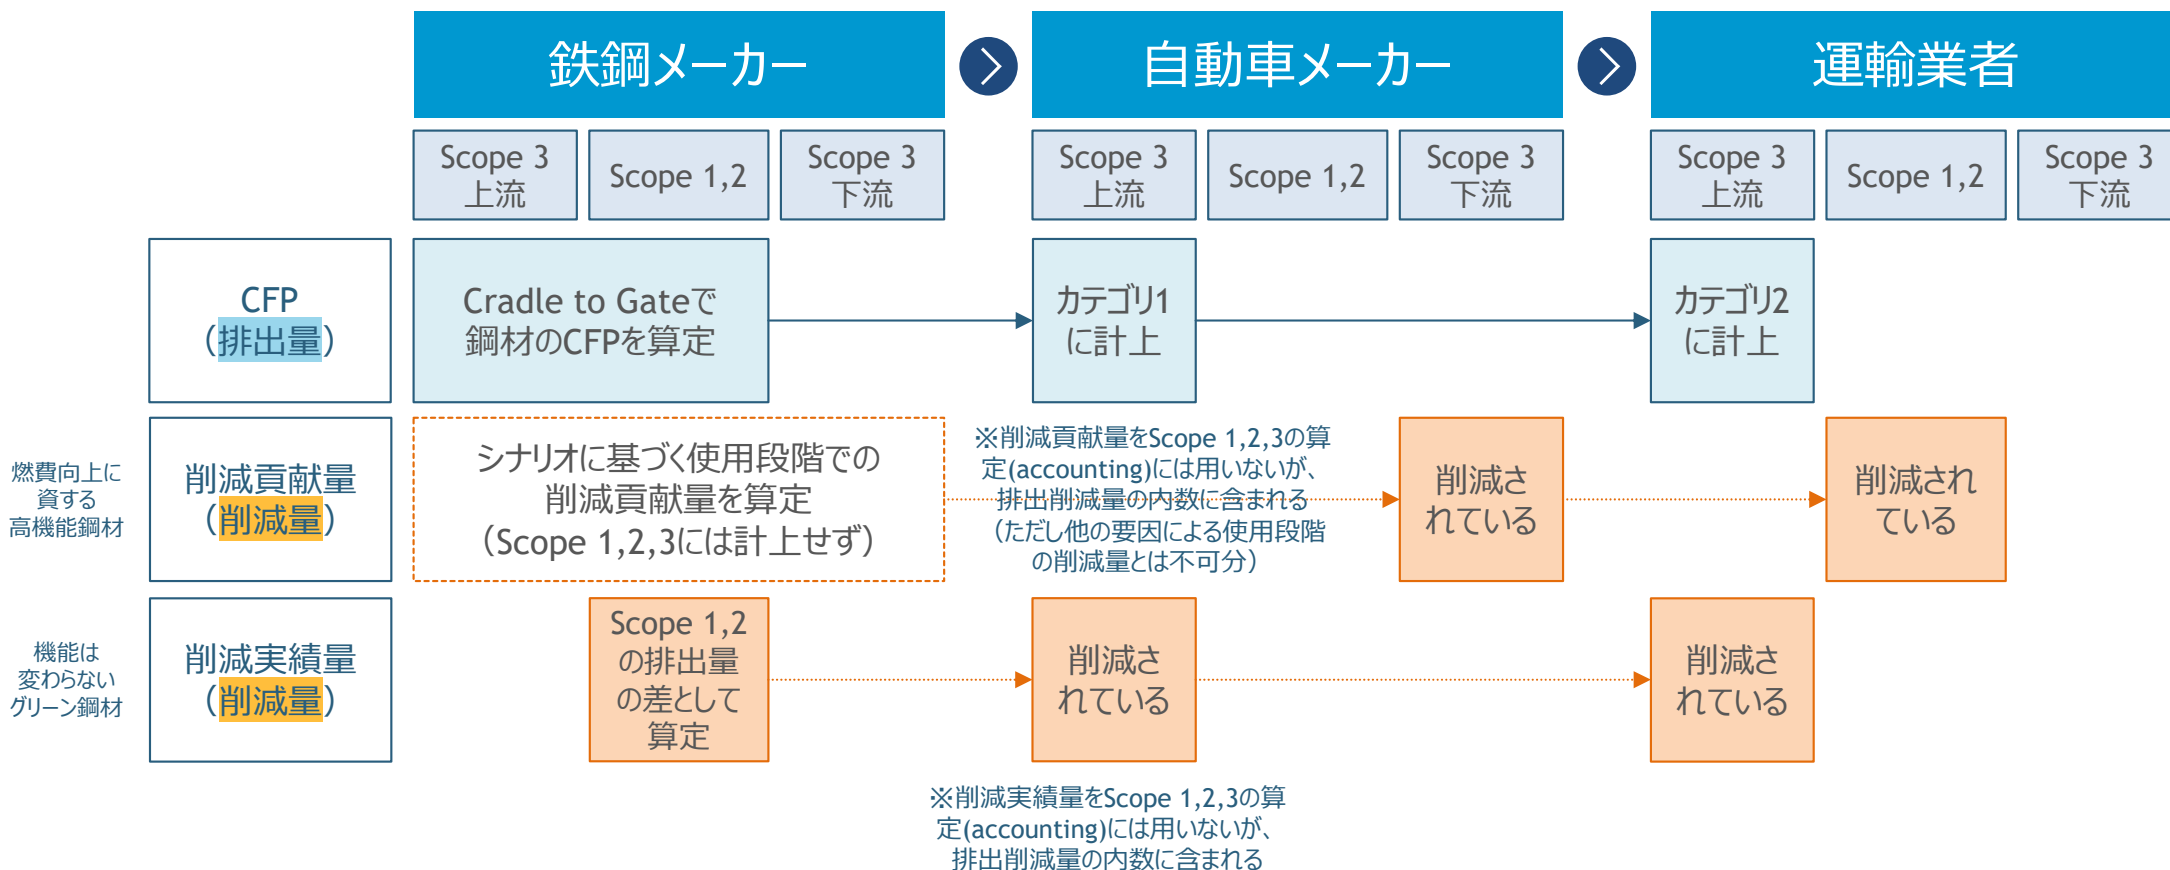 鉄鋼メーカー
自動車メーカー
運輸業者
Scope 3
上流
Scope 1,2
Scope 3
下流
Scope 3
上流
Scope 1,2
Scope 3
下流
Scope 3
上流
Scope 1,2
Scope 3
下流
CFP
（排出量）
Cradle to Gateで
鋼材のCFPを算定
カテゴリ1
に計上
カテゴリ2
に計上
燃費向上に
資する
高機能鋼材
削減貢献量
（削減量）
シナリオに基づく使用段階での
削減貢献量を算定
（Scope 1,2,3には計上せず）
※削減貢献量をScope 1,2,3の算
定(accounting)には用いないが、
排出削減量の内数に含まれる
（ただし他の要因による使用段階
の削減量とは不可分）
削減さ
れている
削減され
ている
機能は
変わらない
グリーン鋼材
削減実績量
（削減量）
Scope 1,2
の排出量
の差として
算定
削減さ
れている
削減さ
れている
※削減実績量をScope 1,2,3の算
定(accounting)には用いないが、
排出削減量の内数に含まれる